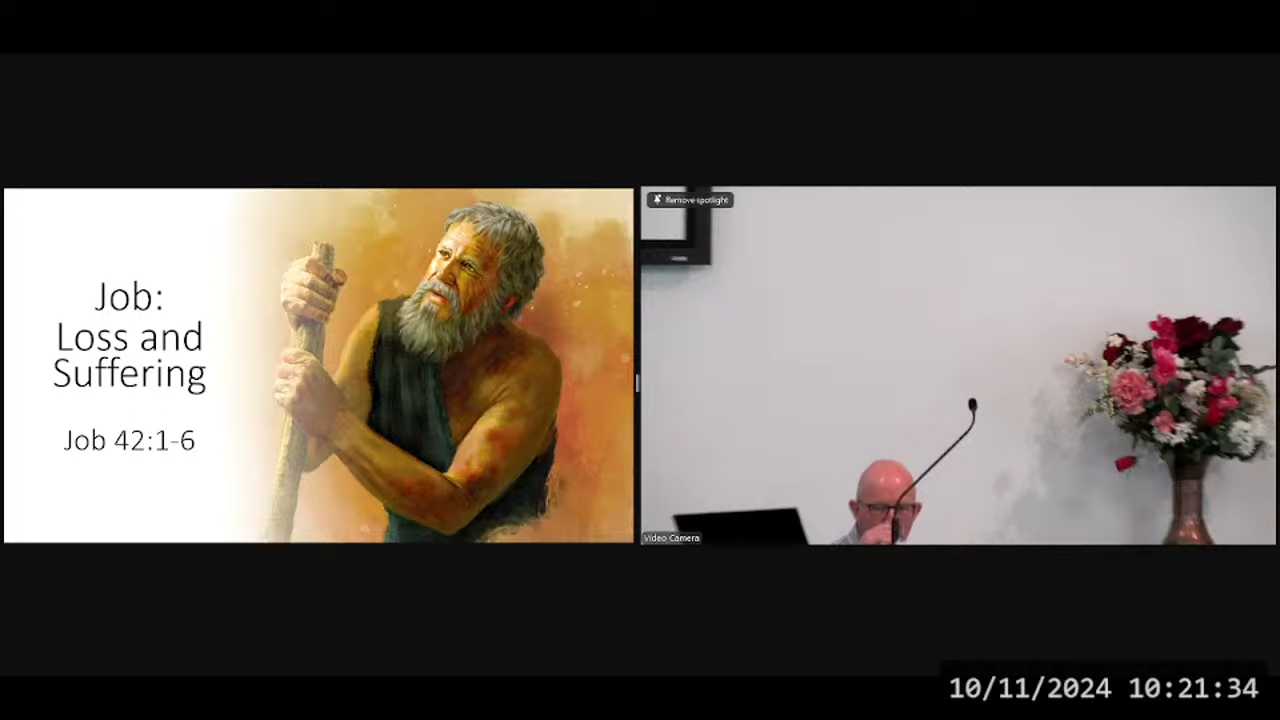 Job:
Loss and
Suffering
Job 42:1-6
Remove spotlight
Video Camera
10/11/2024 10:21:34